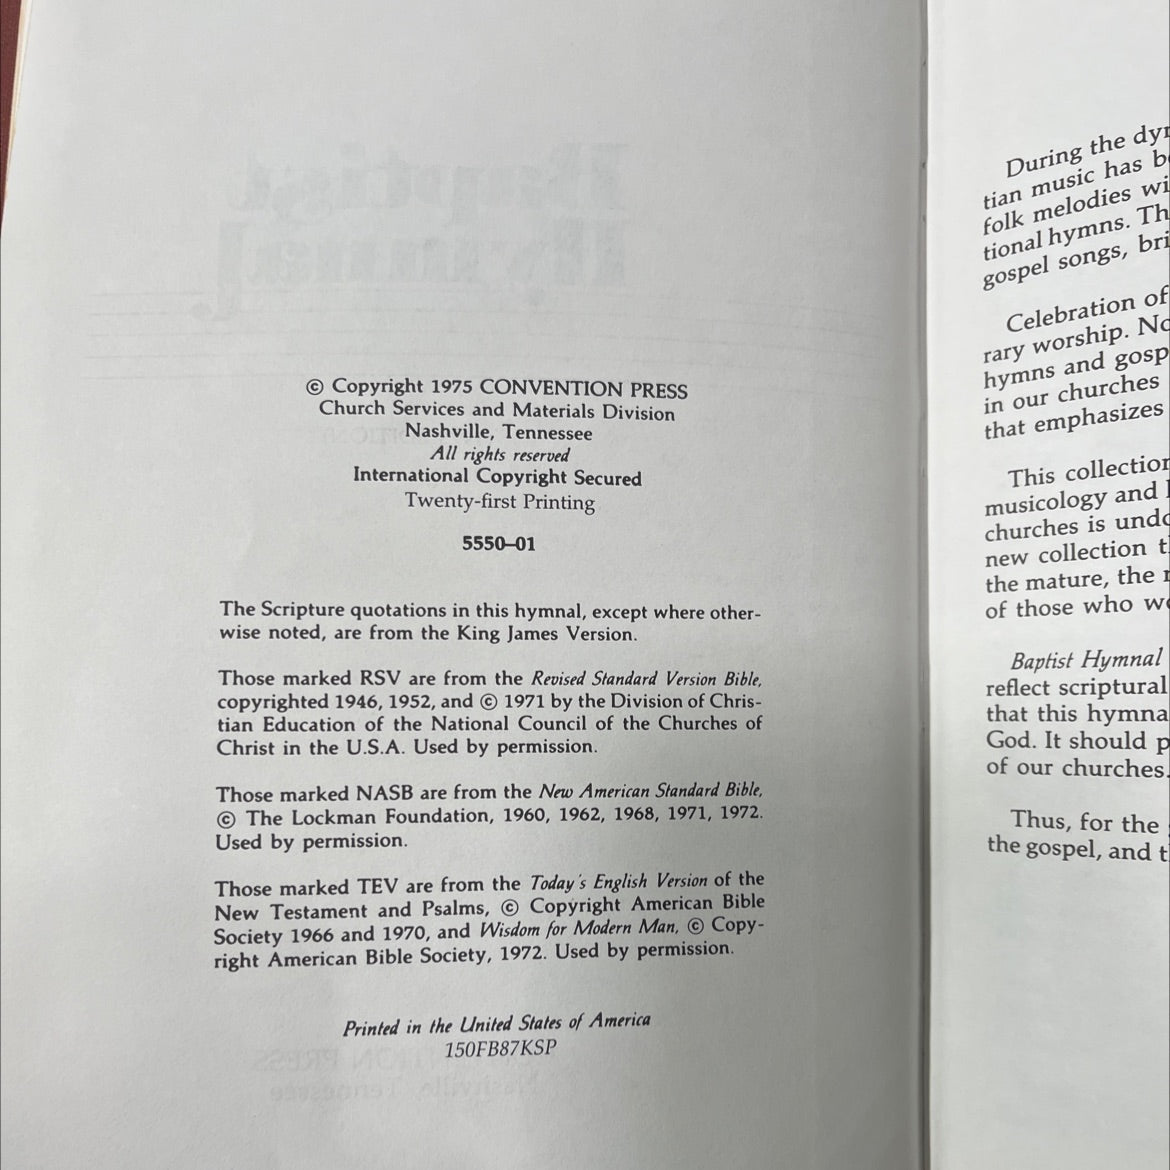 © Copyright 1975 CONVENTION PRESS
Church Services and Materials Division
Nashville, Tennessee
All rights reserved
International Copyright Secured
Twenty-first Printing
5550–01
The Scripture quotations in this hymnal, except where other-
wise noted, are from the King James Version.
Those marked RSV are from the Revised Standard Version Bible,
copyrighted 1946, 1952, and © 1971 by the Division of Chris-
tian Education of the National Council of the Churches of
Christ in the U.S.A. Used by permission.
Those marked NASB are from the New American Standard Bible,
© The Lockman Foundation, 1960, 1962, 1968, 1971, 1972.
Used by permission.
Those marked TEV are from the Today's English Version of the
New Testament and Psalms, © Copyright American Bible
Society 1966 and 1970, and Wisdom for Modern Man, © Copy-
right American Bible Society, 1972. Used by permission.
Printed in the United States of America
150FB87KSP
During the
tian music has
folk melodies
tional hymns.
gospel songs,
Celebration of
rary worship.
hymns and
in our churches
that emphasizes
This
musicology and
churches is
new collection
the mature, the
of those who
Baptist Hymnal
reflect scriptural
that this
God. It should
of our churches.
Thus, for the
the gospel, and